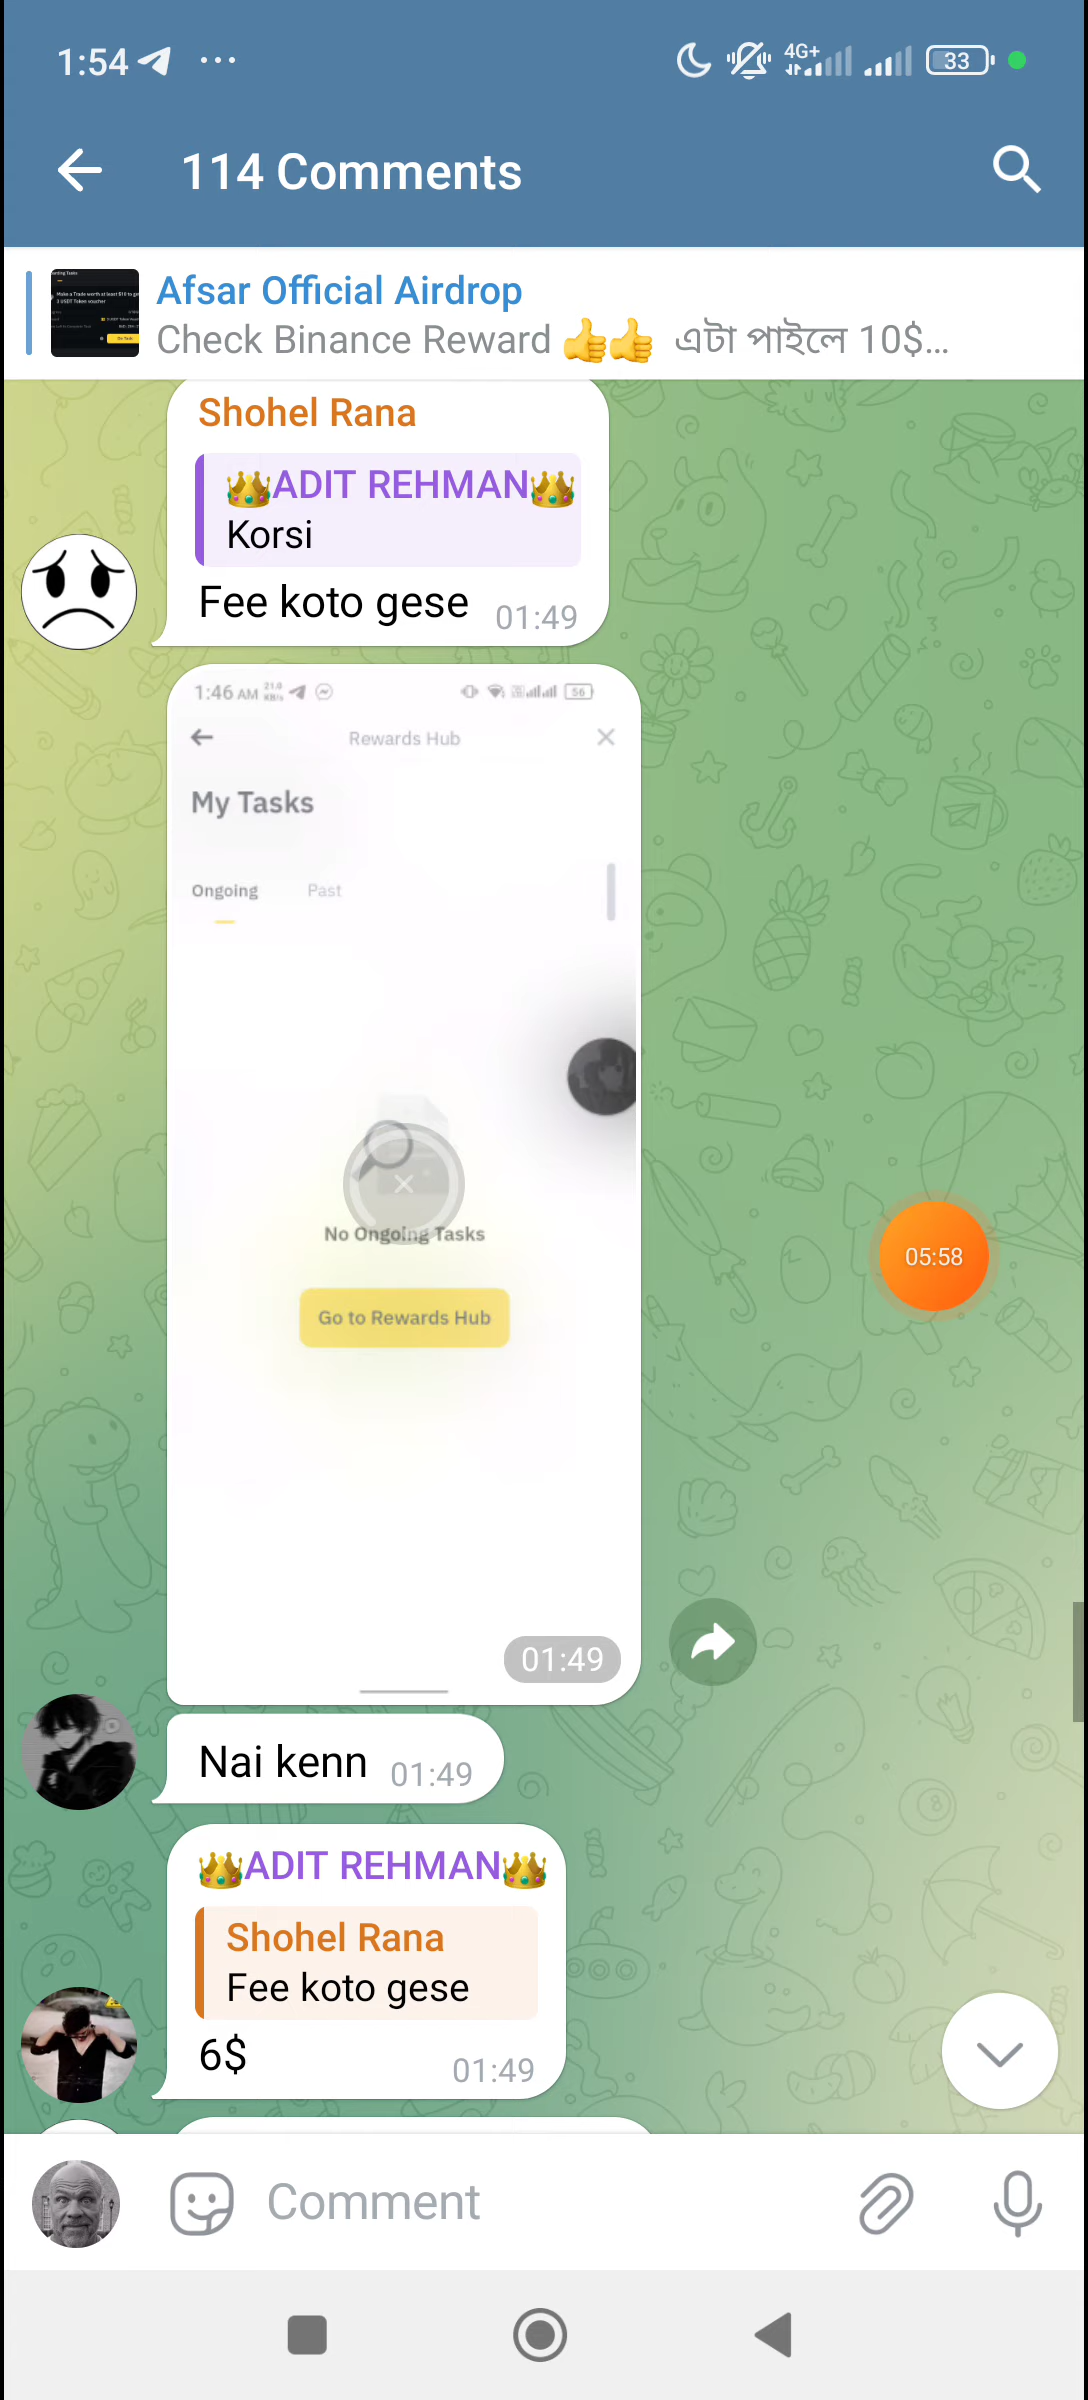 1:54 ...
4G+
33
114 Comments
Afsar Official Airdrop
Check Binance Reward 👍👍 এটা পাইলে 10$...
Shohel Rana
👑ADIT REHMAN👑
Korsi
Fee koto gese 01:49
1:46 AM
56
Rewards Hub
My Tasks
Ongoing Past
No Ongoing Tasks
Go to Rewards Hub
05:58
01:49
Nai kenn 01:49
👑ADIT REHMAN👑
Shohel Rana
Fee koto gese
6$ 01:49
Comment